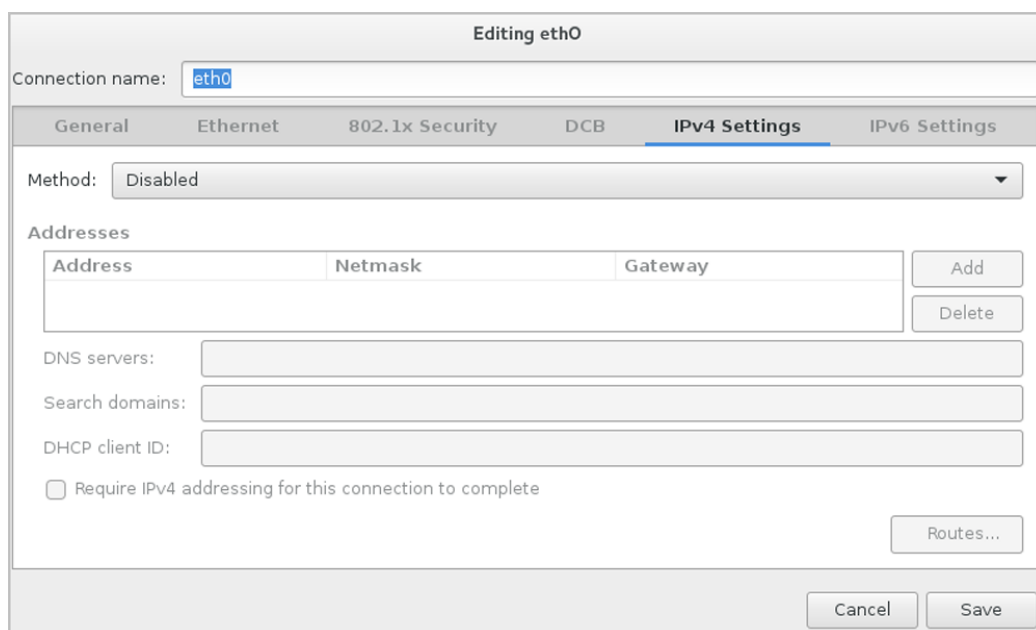 Editing ethO
Connection name: eth0
General Ethernet 802.1x Security DCB IPv4 Settings IPv6 Settings
Method: Disabled
Addresses
Address Netmask Gateway Add
Delete
DNS servers:
Search domains:
DHCP client ID:
Require IPv4 addressing for this connection to complete
Routes...
Cancel Save